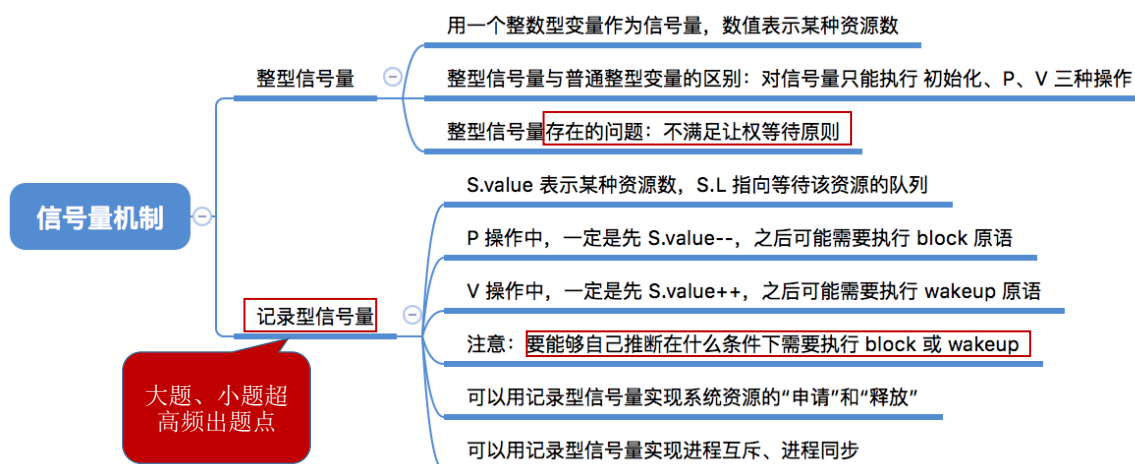 用一个整数型变量作为信号量，数值表示某种资源数
整型信号量
整型信号量与普通整型变量的区别：对信号量只能执行 初始化、P、V 三种操作
整型信号量存在的问题：不满足让权等待原则
信号量机制
S.value 表示某种资源数，S.L 指向等待该资源的队列
P 操作中，一定是先 S.value--，之后可能需要执行 block 原语
V 操作中，一定是先 S.value++，之后可能需要执行 wakeup 原语
记录型信号量
注意：要能够自己推断在什么条件下需要执行 block 或 wakeup
大题、小题超
高频出题点
可以用记录型信号量实现系统资源的“申请”和“释放”
可以用记录型信号量实现进程互斥、进程同步